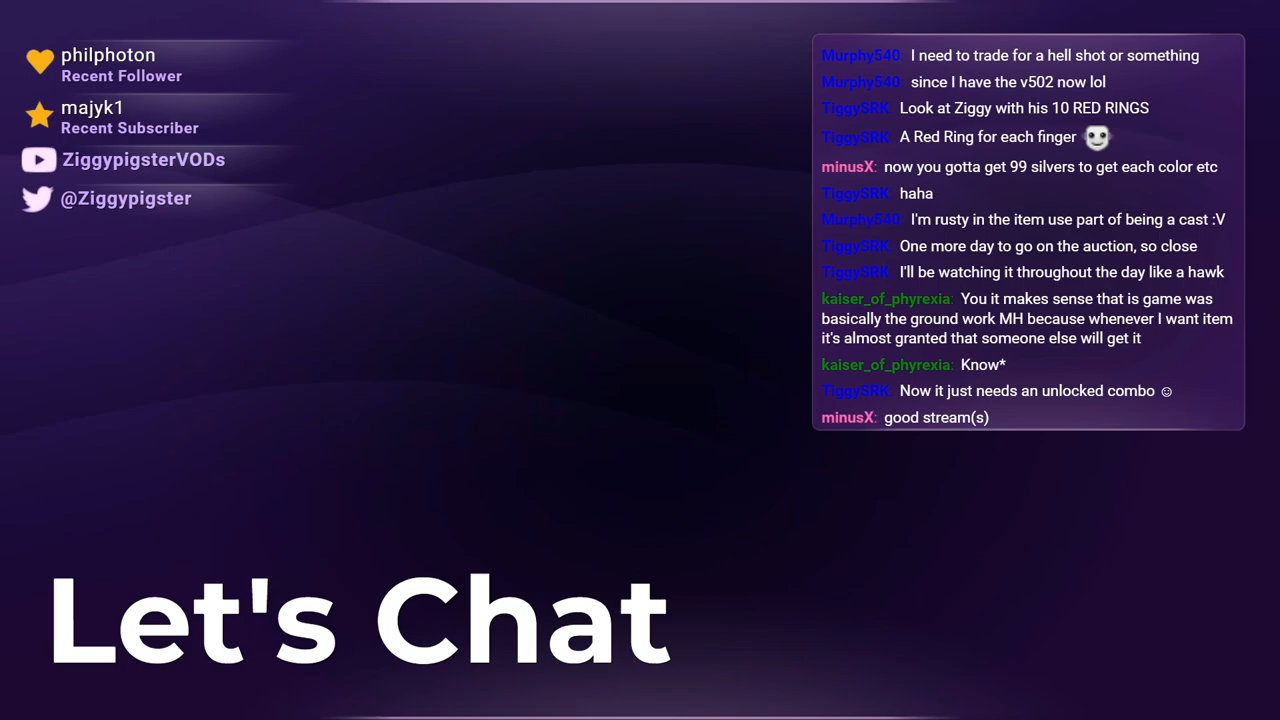 philphoton
Recent Follower
majyk1
Recent Subscriber
ZiggypigsterVODs
@Ziggypigster
Murphy540: I need to trade for a hell shot or something
Murphy540: since I have the v502 now lol
TiggySRK: Look at Ziggy with his 10 RED RINGS
TiggySRK: A Red Ring for each finger
minusX: now you gotta get 99 silvers to get each color etc
TiggySRK: haha
Murphy540: I'm rusty in the item use part of being a cast :V
TiggySRK: One more day to go on the auction, so close
TiggySRK: I'll be watching it throughout the day like a hawk
kaiser_of_phyrexia: You it makes sense that is game was
basically the ground work MH because whenever I want item
it's almost granted that someone else will get it
kaiser_of_phyrexia: Know*
TiggySRK: Now it just needs an unlocked combo ☺
minusX: good stream(s)
Let's Chat